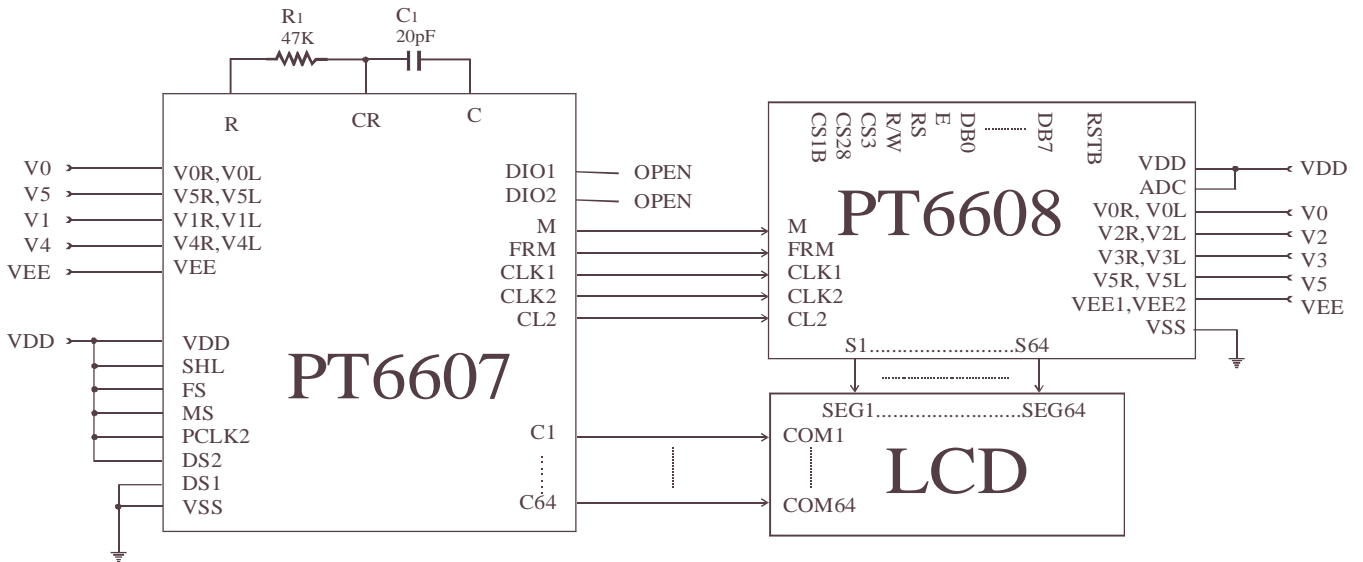 R1
47K
C1
20pF
R
CR
C
V0
V5
V1
V4
VEE
V0R,V0L
V5R,V5L
V1R,V1L
V4R,V4L
VEE
VDD
VDD
SHL
FS
MS
PCLK2
DS2
DS1
VSS
PT6607
DIO1
DIO2
M
FRM
CLK1
CLK2
CL2
C1
C64
OPEN
OPEN
CS1B
CS28
CS3
R/W
RS
E
DB0
DB7
RSTB
PT6608
M
FRM
CLK1
CLK2
CL2
VDD
ADC
V0R, V0L
V2R,V2L
V3R,V3L
V5R, V5L
VEE1,VEE2
VSS
VDD
V0
V2
V3
V5
VEE
S1..........................S64
SEG1..........................SEG64
COM1
COM64
LCD